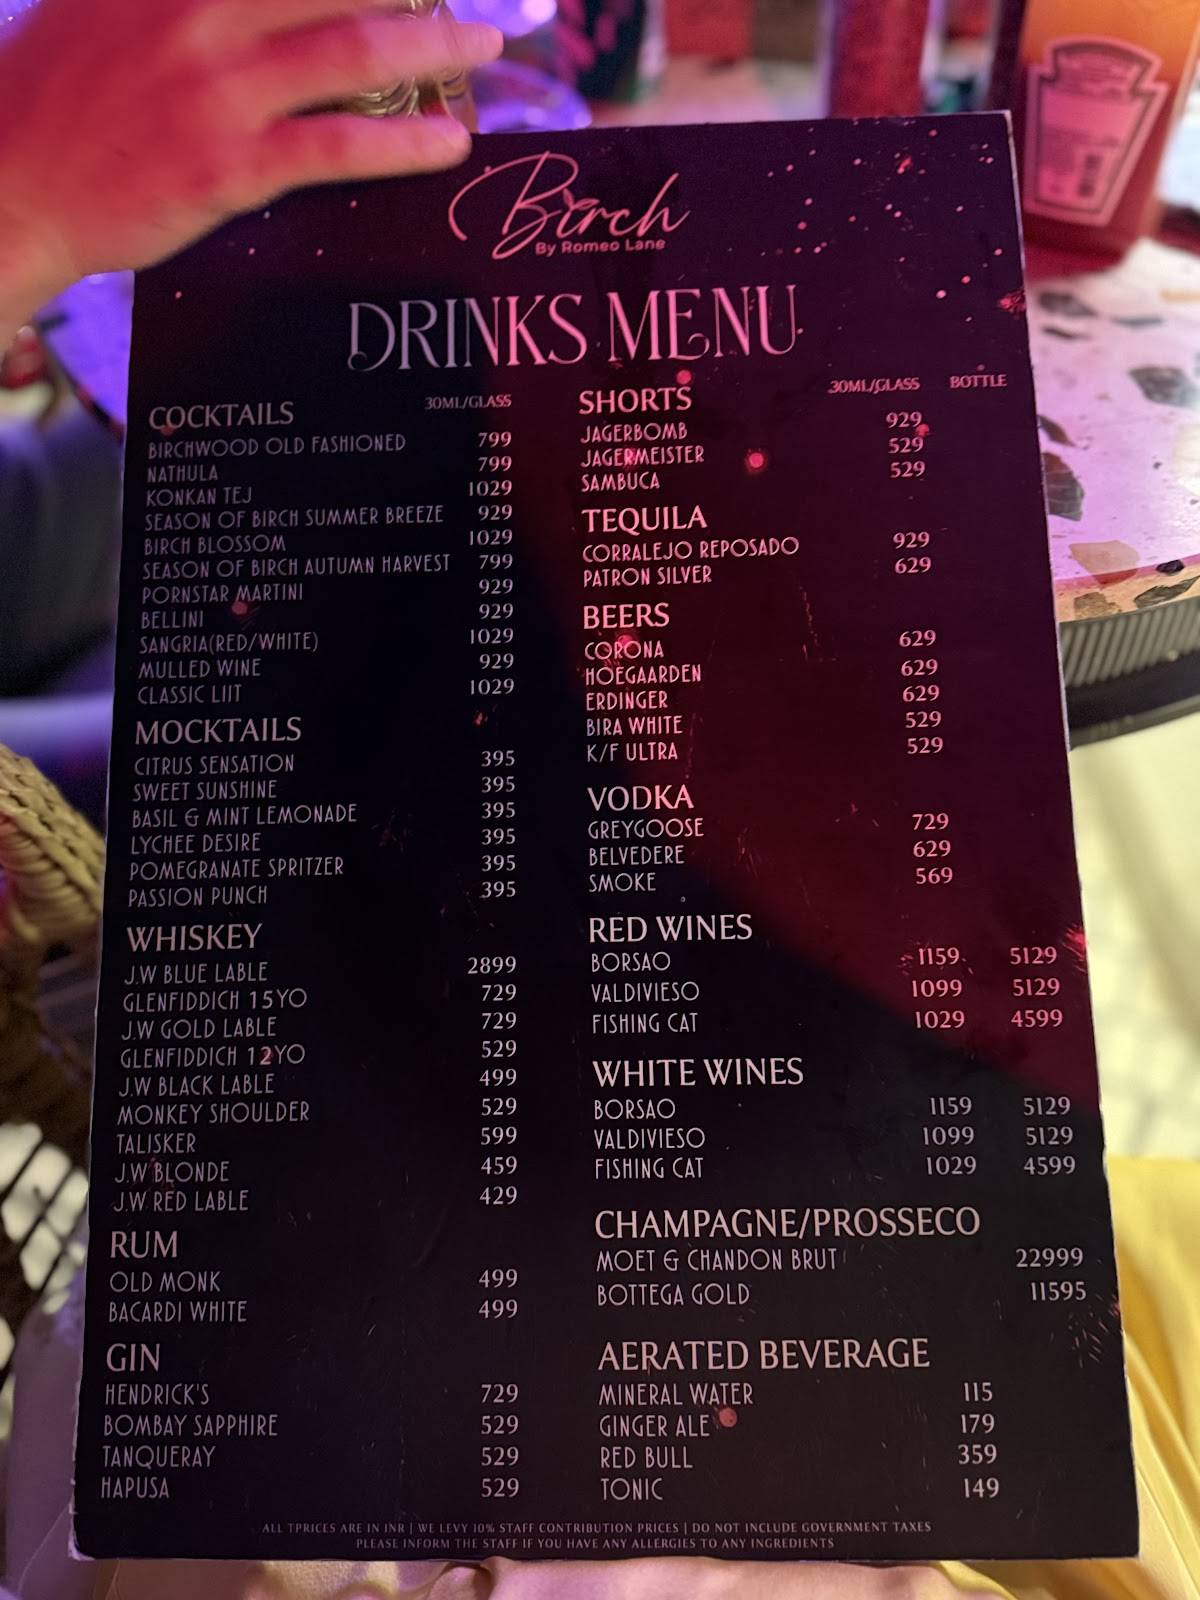 Birch
By Romeo Lane
DRINKS MENU
COCKTAILS 30ML/GLASS
BIRCHWOOD OLD FASHIONED 799
NATHULA 799
KONKAN TEJ 1029
SEASON OF BIRCH SUMMER BREEZE 929
BIRCH BLOSSOM 1029
SEASON OF BIRCH AUTUMN HARVEST 799
PORNSTAR MARTINI 929
BELLINI 929
SANGRIA(RED/WHITE) 1029
MULLED WINE 929
CLASSIC LIIT 1029
MOCKTAILS
CITRUS SENSATION 395
SWEET SUNSHINE 395
BASIL & MINT LEMONADE 395
LYCHEE DESIRE 395
POMEGRANATE SPRITZER 395
PASSION PUNCH 395
WHISKEY
J.W BLUE LABLE 2899
GLENFIDDICH 15YO 729
J.W GOLD LABLE 729
GLENFIDDICH 12YO 529
J.W BLACK LABLE 499
MONKEY SHOULDER 529
TALISKER 599
J.W BLONDE 459
J.W RED LABLE 429
RUM
OLD MONK 499
BACARDI WHITE 499
GIN
HENDRICK'S 729
BOMBAY SAPPHIRE 529
TANQUERAY 529
HAPUSA 529
SHORTS 30ML/GLASS BOTTLE
JAGERBOMB 929
JAGERMEISTER 529
SAMBUCA 529
TEQUILA
CORRALEJO REPOSADO 929
PATRON SILVER 629
BEERS
CORONA 629
HOEGAARDEN 629
ERDINGER 629
BIRA WHITE 529
K/F ULTRA 529
VODKA
GREYGOOSE 729
BELVEDERE 629
SMOKE 569
RED WINES
BORSAO 1159 5129
VALDIVIESO 1099 5129
FISHING CAT 1029 4599
WHITE WINES
BORSAO 1159 5129
VALDIVIESO 1099 5129
FISHING CAT 1029 4599
CHAMPAGNE/PROSSECO
MOET & CHANDON BRUT 22999
BOTTEGA GOLD 11595
AERATED BEVERAGE
MINERAL WATER 115
GINGER ALE 179
RED BULL 359
TONIC 149
ALL TPRICES ARE IN INR | WE LEVY 10% STAFF CONTRIBUTION PRICES | DO NOT INCLUDE GOVERNMENT TAXES
PLEASE INFORM THE STAFF IF YOU HAVE ANY ALLERGIES TO ANY INGREDIENTS